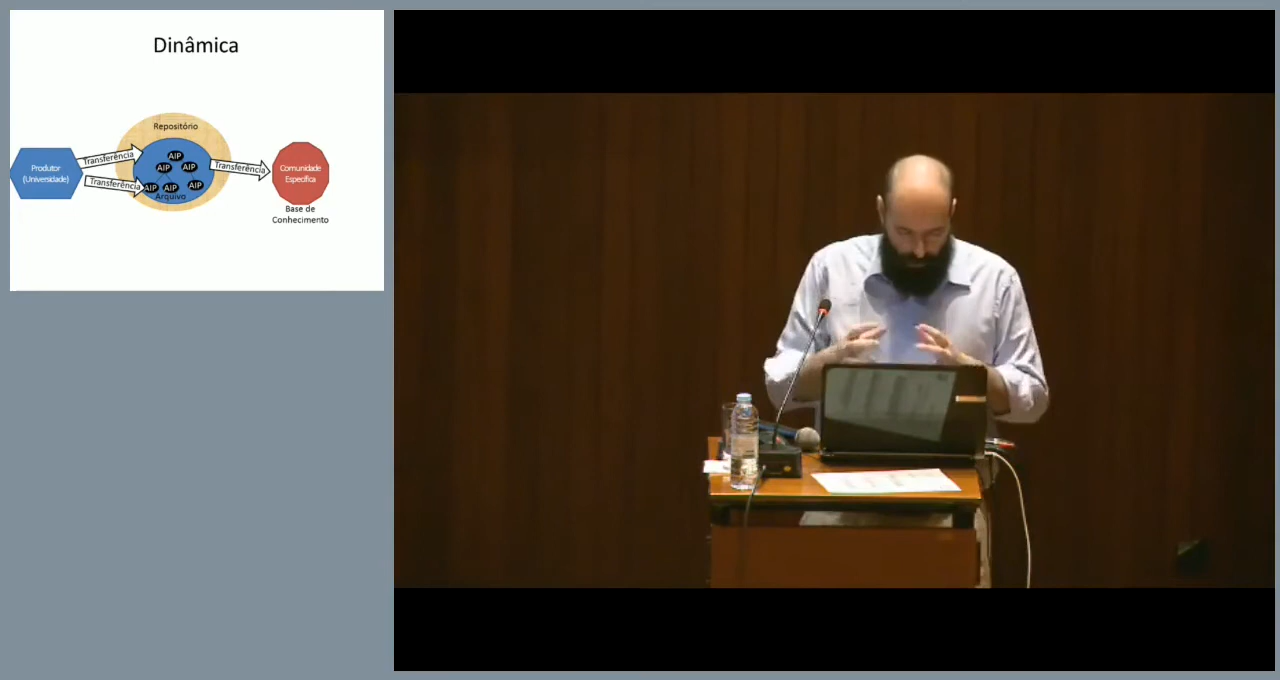 Dinâmica
Repositório
Produtor
(Universidade)
Transferência
Transferência
AIP
AIP
AIP
AIP
AIP
AIP
Arquivo
Transferência
Comunidade
Específica
Base de
Conhecimento